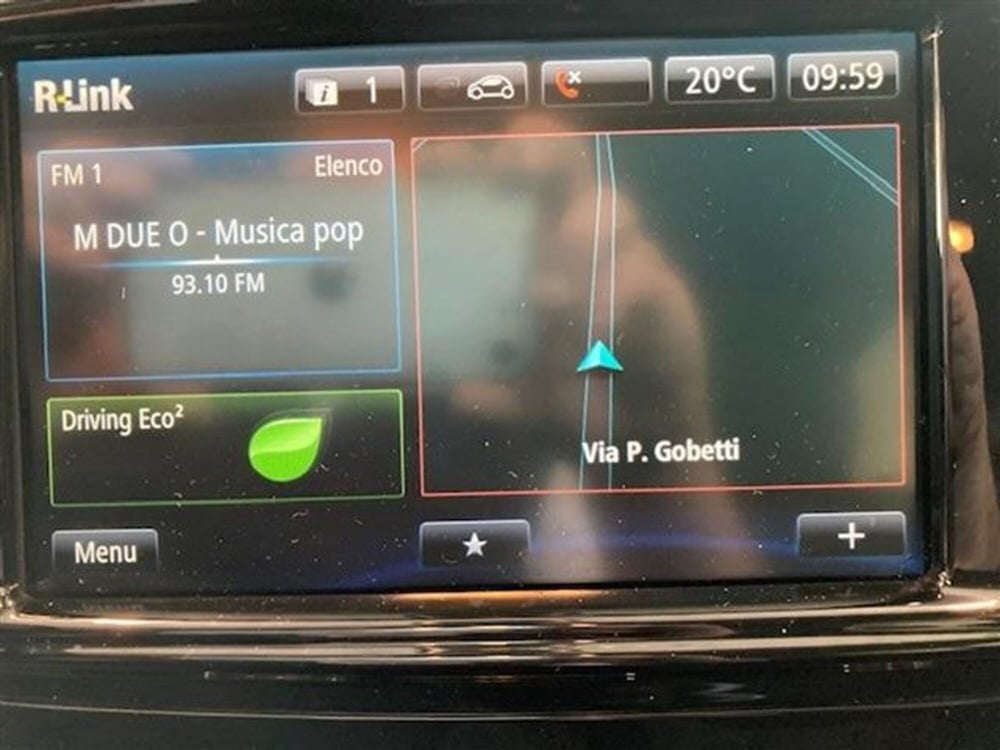 R-Link
i 1
20°C
09:59
FM 1
Elenco
M DUE O - Musica pop
93.10 FM
Driving Eco²
Via P. Gobetti
Menu